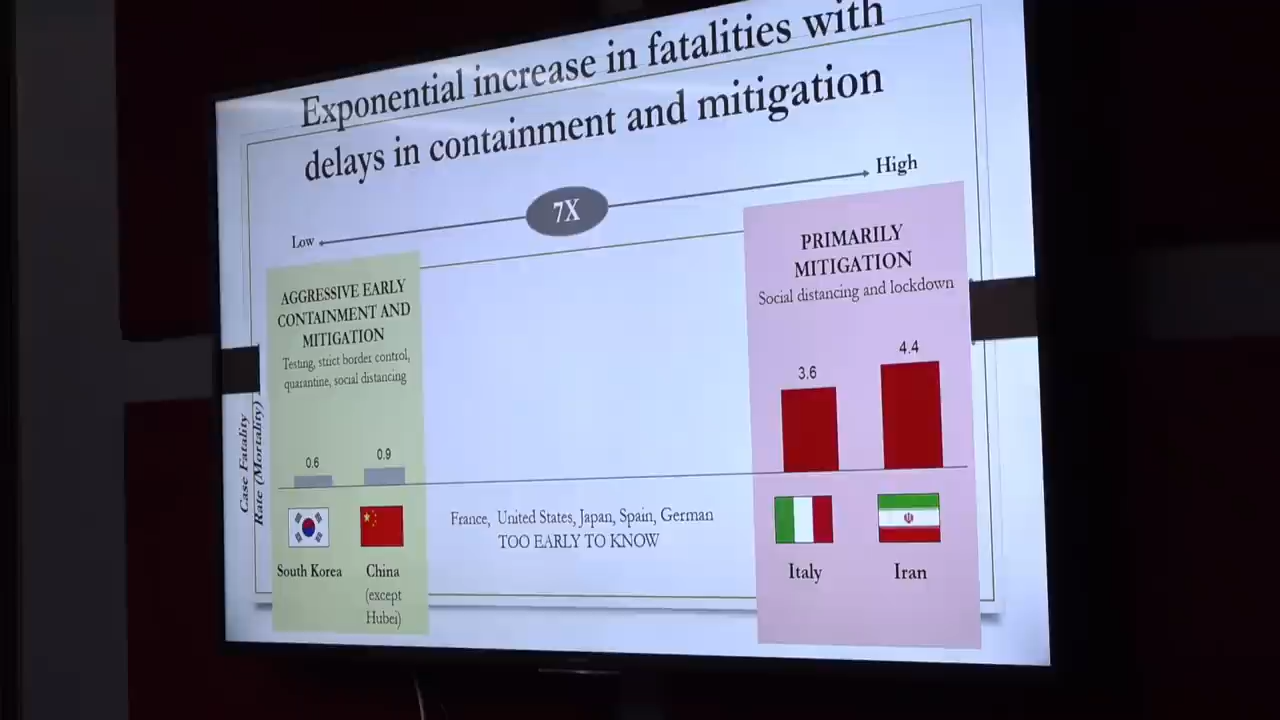 Exponential increase in fatalities with
delays in containment and mitigation
High
7X
Low
PRIMARILY
MITIGATION
Social distancing and lockdown
AGGRESSIVE EARLY
CONTAINMENT AND
MITIGATION
Testing, strict border control,
quarantine, social distancing
4.4
3.6
0.9
0.6
Case Fatality
Rate (Mortality)
France, United States, Japan, Spain, German
TOO EARLY TO KNOW
South Korea
China
(except
Hubei)
Italy
Iran